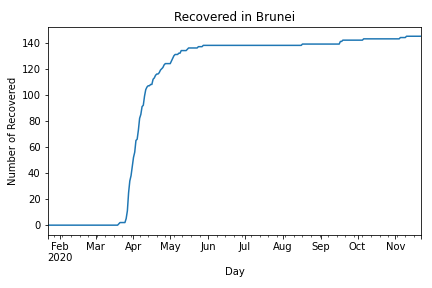 Recovered in Brunei
Number of Recovered
140
120
100
80
60
40
20
0
Feb Mar Apr May Jun Jul Aug Sep Oct Nov
2020
Day